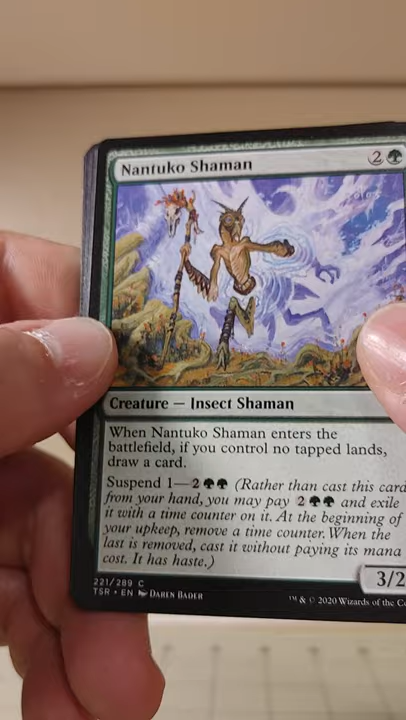 Nantuko Shaman 2
Creature — Insect Shaman
When Nantuko Shaman enters the
battlefield, if you control no tapped lands,
draw a card.
Suspend 1—2 (Rather than cast this card
from your hand, you may pay 2 and exile
it with a time counter on it. At the beginning of
your upkeep, remove a time counter. When the
last is removed, cast it without paying its mana
cost. It has haste.)
3/2
221/289 C
TSR • EN Daren Bader
™ & © 2020 Wizards of the Co